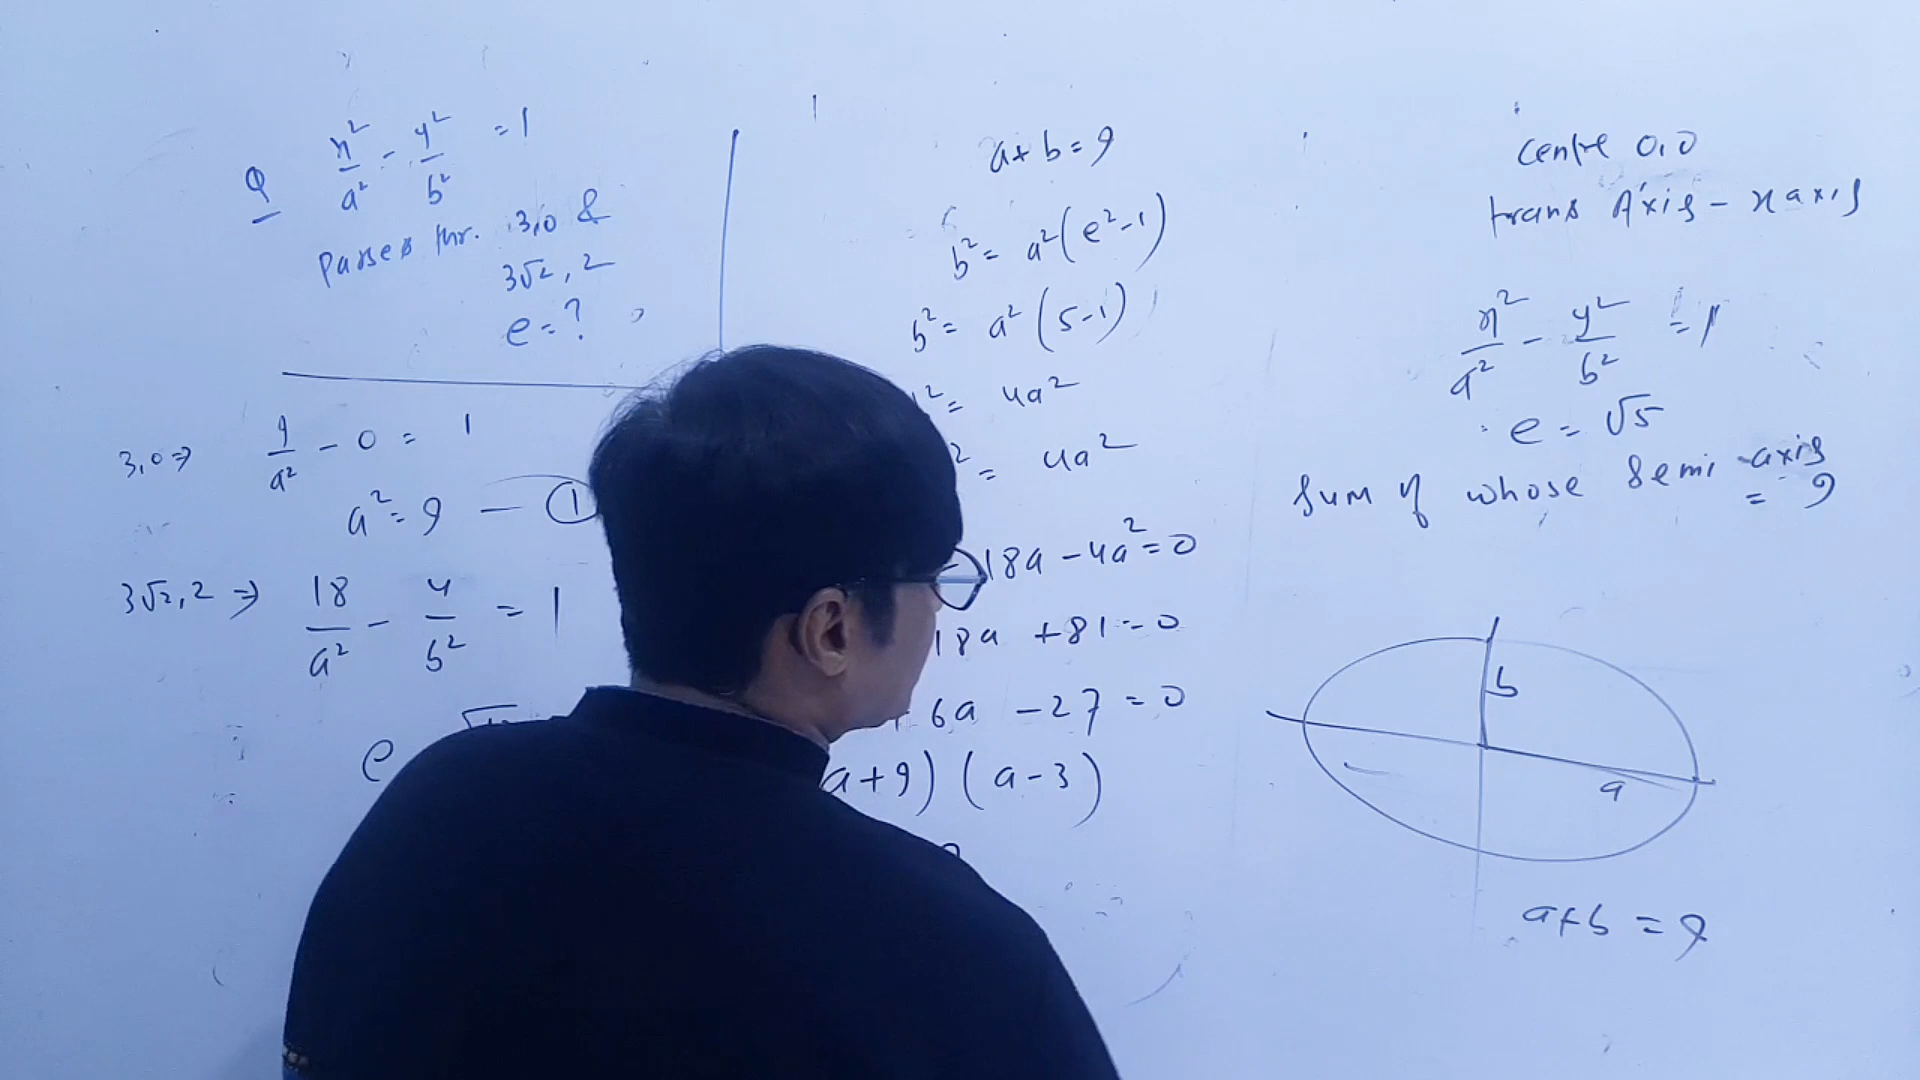 Q x²/a² - y²/b² = 1
Passes thr. 3,0 &
3√2, 2
e = ?
3,0 ⇒ 9/a² - 0 = 1
a² = 9 — ①
3√2, 2 ⇒ 18/a² - 4/b² = 1
e
a + b = 9
b² = a²(e²-1)
b² = a²(5-1)
² = 4a²
² = 4a²
18a - 4a² = 0
18a + 81 = 0
6a - 27 = 0
a+9) (a-3)
Centre 0,0
trans Axis - x axis
x²/a² - y²/b² = 1
e = √5
Sum of whose Semi axis
= 9
b
a
a+b = 9